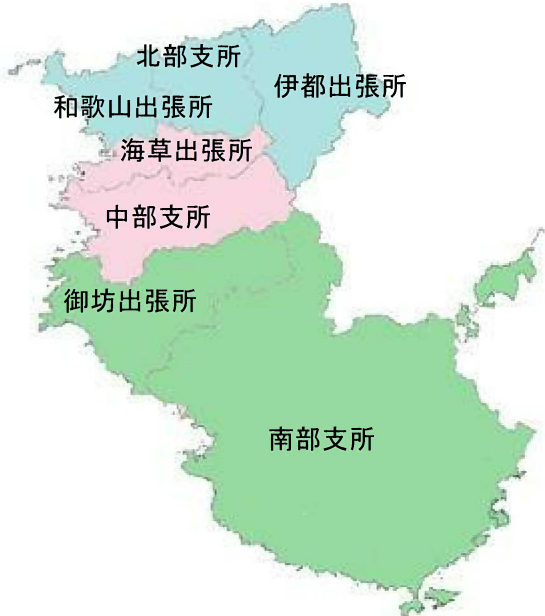 北部支所
伊都出張所
和歌山出張所
海草出張所
中部支所
御坊出張所
南部支所